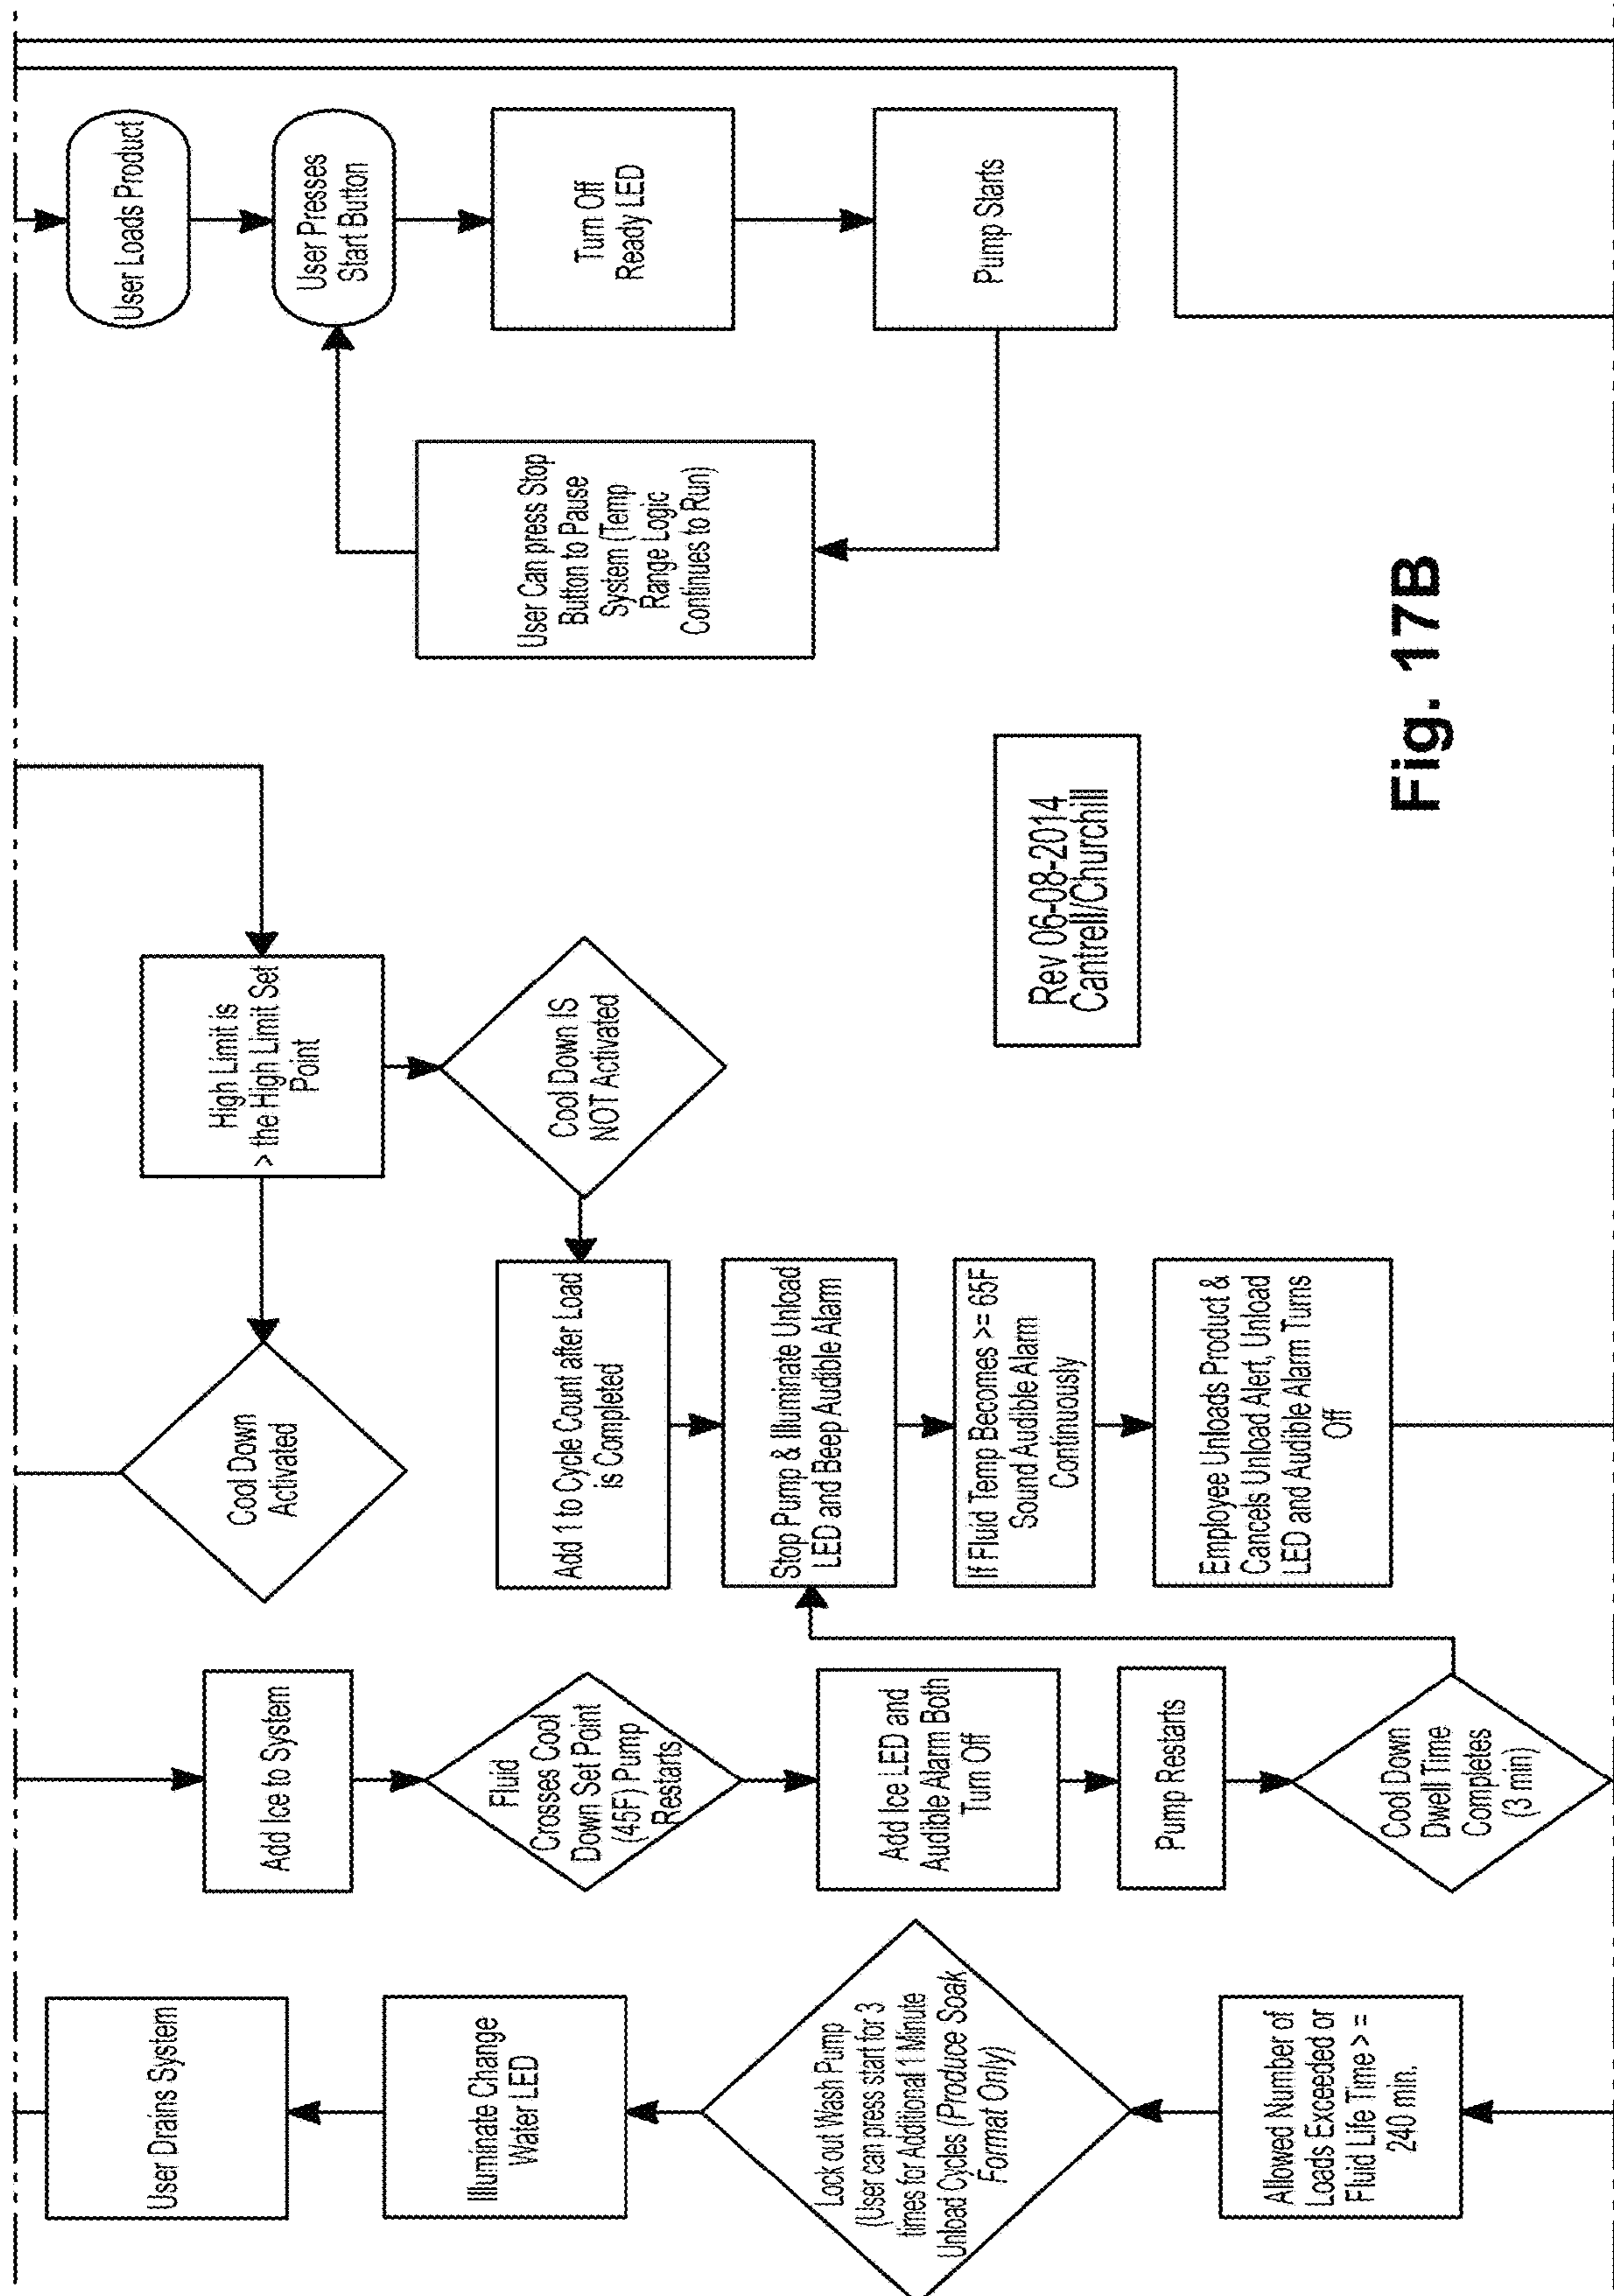 User Drains System
Illuminate Change
Water LED
Lock out Wash Pump
(User can press start for 3
times for Additional 1 Minute
Unload Cycles (Produce Soak
Format Only)
Allowed Number of
Loads Exceeded or
Fluid Life Time > =
240 min.
Add Ice to System
Fluid
Crosses Cool
Down Set Point
(45F) Pump
Restarts
Add Ice LED and
Audible Alarm Both
Turn Off
Pump Restarts
Cool Down
Dwell Time
Completes
(3 min)
Cool Down
Activated
High Limit is
> the High Limit Set
Point
Cool Down IS
NOT Activated
Add 1 to Cycle Count after Load
is Completed
Stop Pump & Illuminate Unload
LED and Beep Audible Alarm
If Fluid Temp Becomes >= 65F
Sound Audible Alarm
Continuously
Employee Unloads Product &
Cancels Unload Alert, Unload
LED and Audible Alarm Turns
Off
User Loads Product
User Presses
Start Button
Turn Off
Ready LED
Pump Starts
User Can press Stop
Button to Pause
System (Temp
Range Logic
Continues to Run)
Rev 06-08-2014
Cantrell/Churchill
Fig. 17B